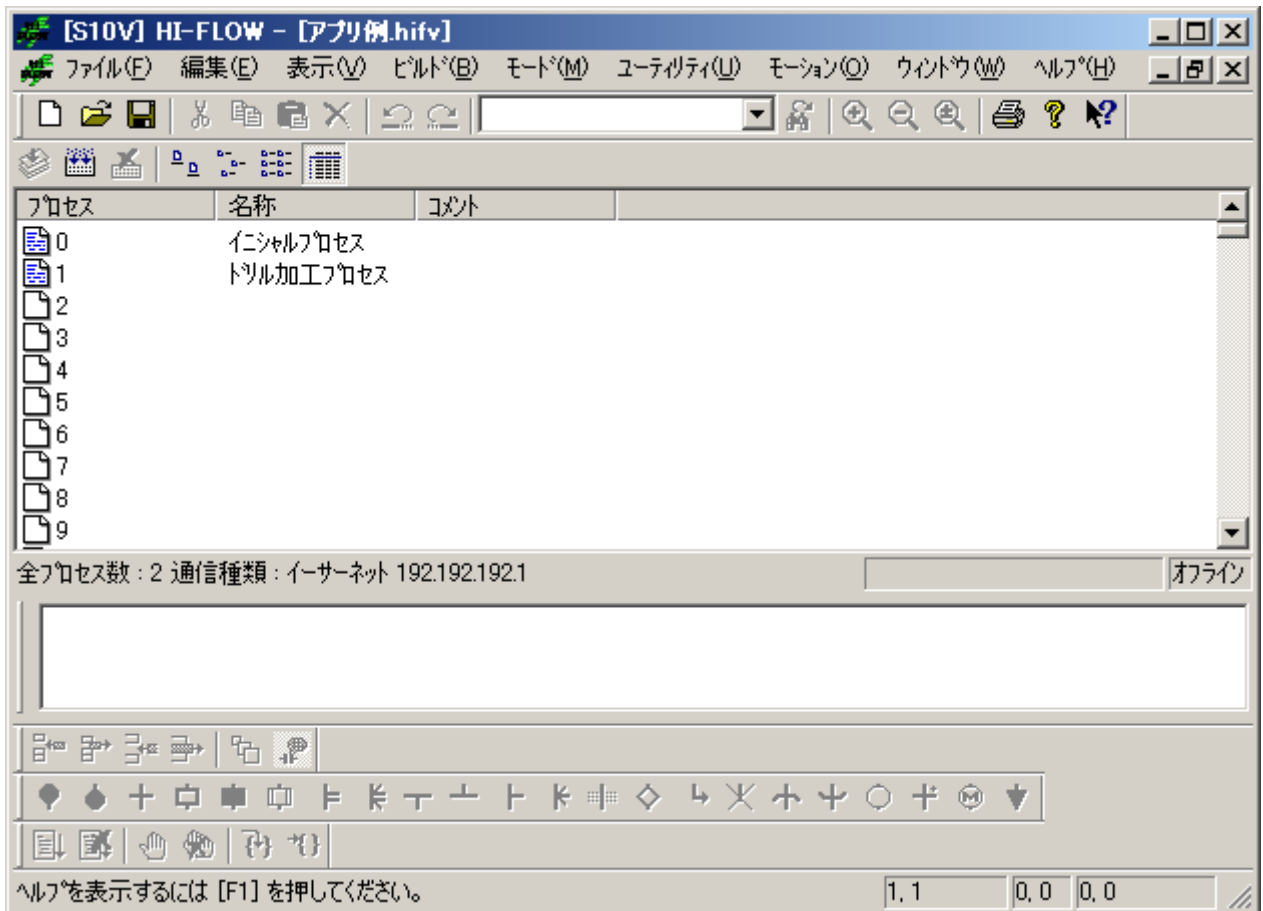 [S10V] HI-FLOW - [アプリ例.hifv]
ファイル(F) 編集(E) 表示(V) ビルド(B) モード(M) ユーティリティ(U) モーション(O) ウィンドウ(W) ヘルプ(H)
プロセス 名称 コメント
0 イニシャルプロセス
1 ドリル加工プロセス
2
3
4
5
6
7
8
9
全プロセス数 : 2 通信種類 : イーサーネット 192.192.192.1 オフライン
ヘルプを表示するには [F1] を押してください。 1, 1 0, 0 0, 0